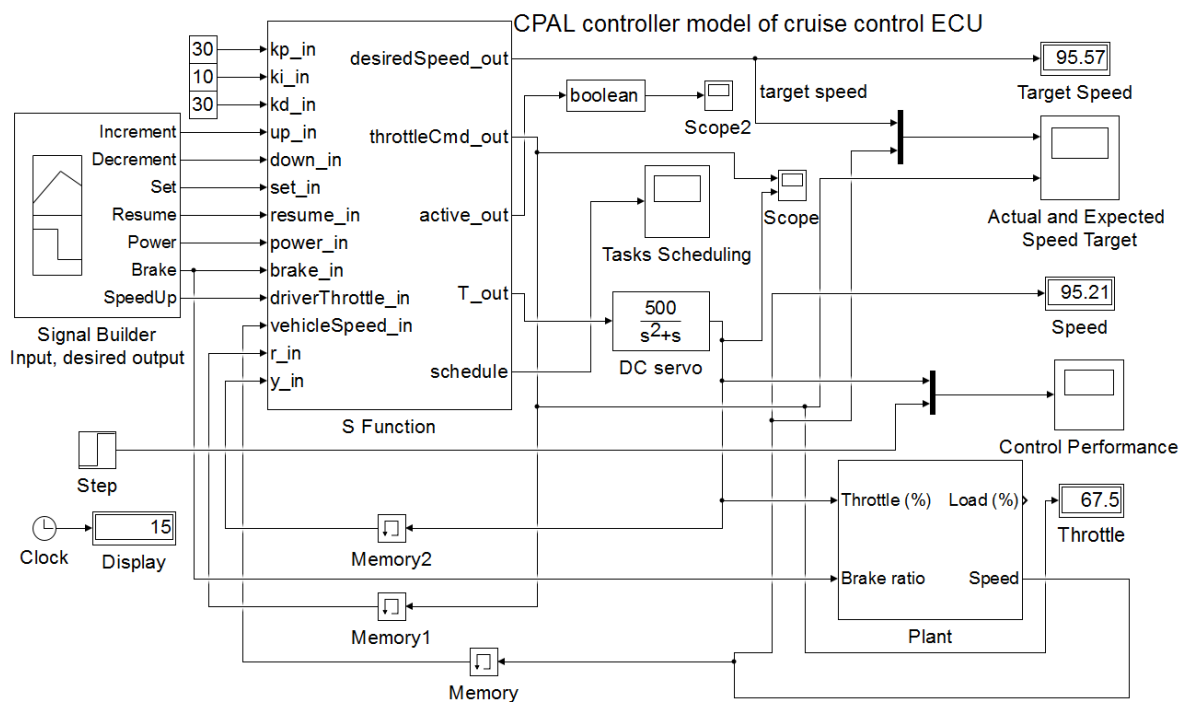 CPAL controller model of cruise control ECU
30
10
30
kp_in
ki_in
kd_in
up_in
down_in
set_in
resume_in
power_in
brake_in
driverThrottle_in
vehicleSpeed_in
r_in
y_in
desiredSpeed_out
throttleCmd_out
active_out
T_out
schedule
S Function
Increment
Decrement
Set
Resume
Power
Brake
SpeedUp
Signal Builder
Input, desired output
boolean
Scope2
target speed
95.57
Target Speed
Scope
Tasks Scheduling
Actual and Expected
Speed Target
500
s2+s
DC servo
95.21
Speed
Control Performance
Step
Clock
15
Display
Memory2
Memory1
Memory
Throttle (%)
Load (%)
Brake ratio
Speed
Plant
67.5
Throttle